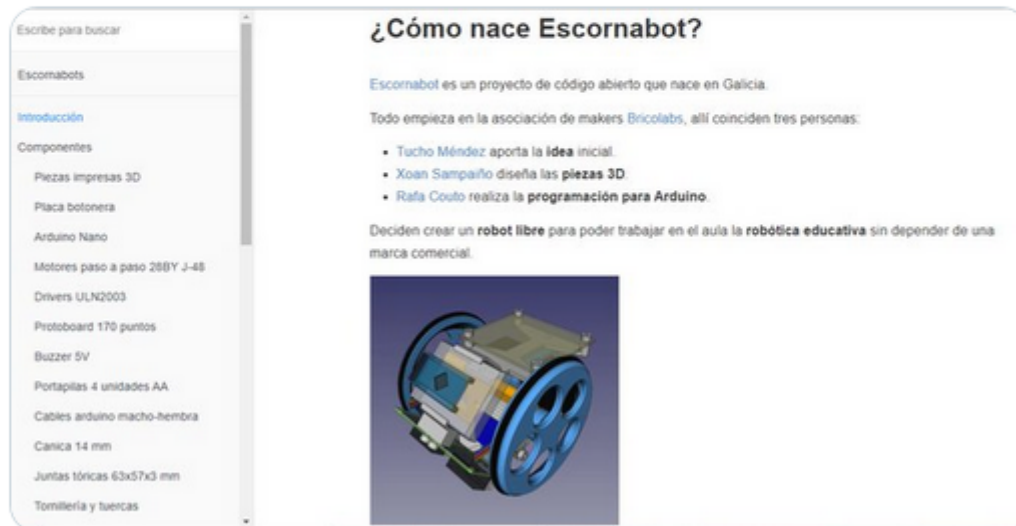 Escribe para buscar
Escornabots
Introducción
Componentes
Piezas impresas 3D
Placa botonera
Arduino Nano
Motores paso a paso 28BY J-48
Drivers ULN2003
Protoboard 170 puntos
Buzzer 5V
Portapilas 4 unidades AA
Cables arduino macho-hembra
Canica 14 mm
Juntas tóricas 63x57x3 mm
Tornillería y tuercas
¿Cómo nace Escornabot?
Escornabot es un proyecto de código abierto que nace en Galicia.
Todo empieza en la asociación de makers Bricolabs, allí coinciden tres personas:
• Tucho Méndez aporta la idea inicial.
• Xoan Sampaiño diseña las piezas 3D.
• Rafa Couto realiza la programación para Arduino.
Deciden crear un robot libre para poder trabajar en el aula la robótica educativa sin depender de una
marca comercial.